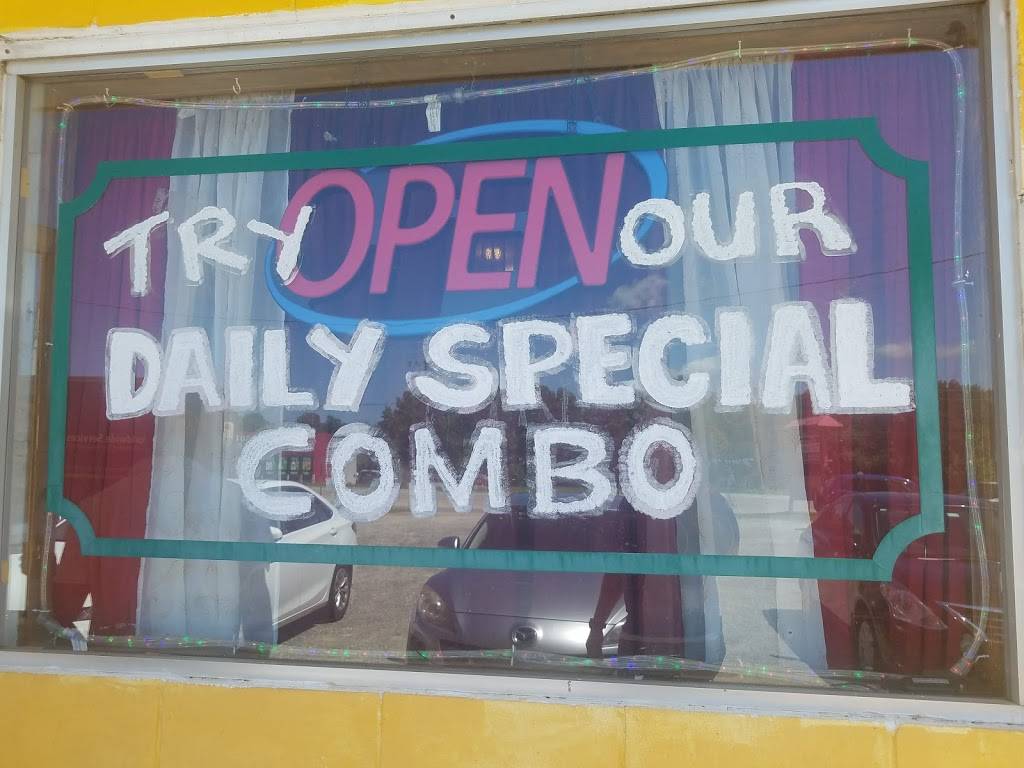 TRY OPEN OUR
DAILY SPECIAL
COMBO